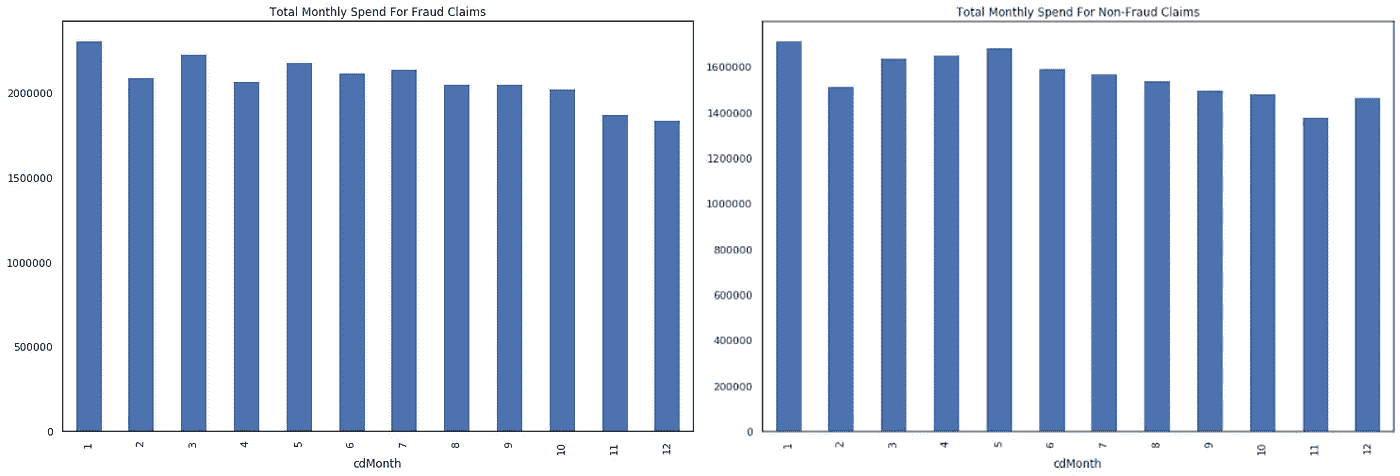 Total Monthly Spend For Fraud Claims
2000000
1500000
1000000
500000
0
1 2 3 4 5 6 7 8 9 10 11 12
cdMonth
Total Monthly Spend For Non-Fraud Claims
1600000
1400000
1200000
1000000
800000
600000
400000
200000
0
1 2 3 4 5 6 7 8 9 10 11 12
cdMonth